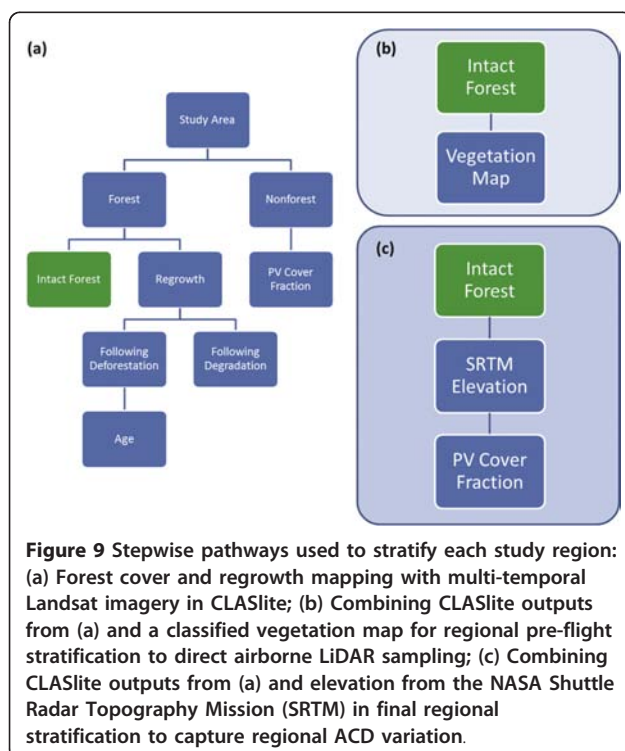 (a)
Study Area
Forest
Nonforest
Intact Forest
Regrowth
PV Cover
Fraction
Following
Deforestation
Following
Degradation
Age
(b)
Intact
Forest
Vegetation
Map
(c)
Intact
Forest
SRTM
Elevation
PV Cover
Fraction
Figure 9 Stepwise pathways used to stratify each study region:
(a) Forest cover and regrowth mapping with multi-temporal
Landsat imagery in CLASlite; (b) Combining CLASlite outputs
from (a) and a classified vegetation map for regional pre-flight
stratification to direct airborne LiDAR sampling; (c) Combining
CLASlite outputs from (a) and elevation from the NASA Shuttle
Radar Topography Mission (SRTM) in final regional
stratification to capture regional ACD variation.